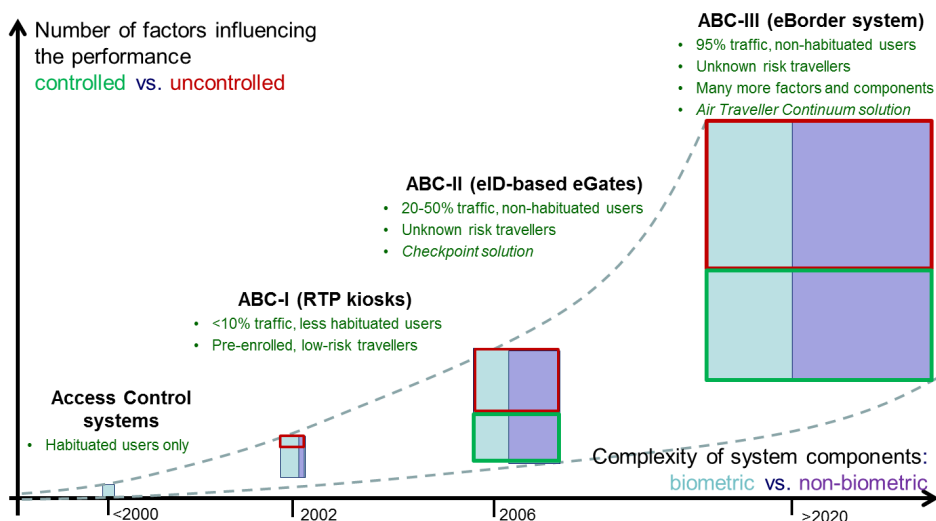 Number of factors influencing
the performance
controlled vs. uncontrolled
ABC-III (eBorder system)
• 95% traffic, non-habituated users
• Unknown risk travellers
• Many more factors and components
• Air Traveller Continuum solution
ABC-II (eID-based eGates)
• 20-50% traffic, non-habituated users
• Unknown risk travellers
• Checkpoint solution
ABC-I (RTP kiosks)
• <10% traffic, less habituated users
• Pre-enrolled, low-risk travellers
Access Control
systems
• Habituated users only
Complexity of system components:
biometric vs. non-biometric
<2000
2002
2006
>2020